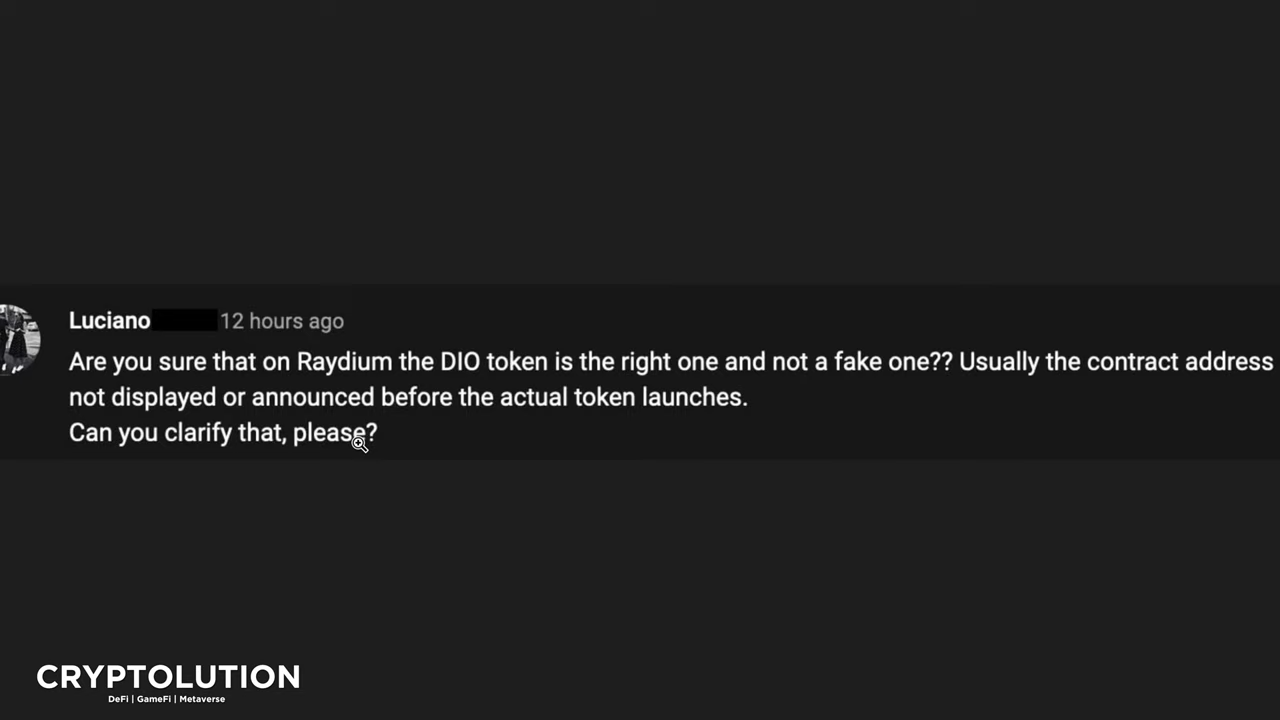 Luciano 12 hours ago
Are you sure that on Raydium the DIO token is the right one and not a fake one?? Usually the contract address
not displayed or announced before the actual token launches.
Can you clarify that, please?
CRYPTOLUTION
DeFi | GameFi | Metaverse